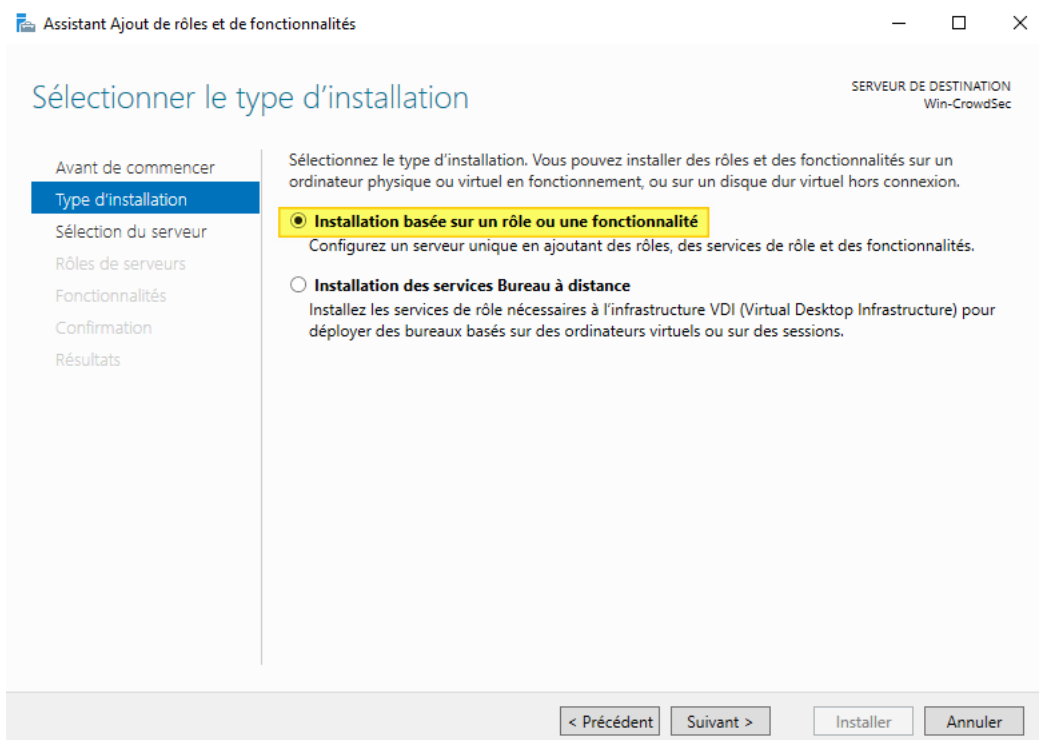 Assistant Ajout de rôles et de fonctionnalités
Sélectionner le type d’installation
SERVEUR DE DESTINATION
Win-CrowdSec
Avant de commencer
Type d’installation
Sélection du serveur
Rôles de serveurs
Fonctionnalités
Confirmation
Résultats
Sélectionnez le type d’installation. Vous pouvez installer des rôles et des fonctionnalités sur un
ordinateur physique ou virtuel en fonctionnement, ou sur un disque dur virtuel hors connexion.
Installation basée sur un rôle ou une fonctionnalité
Configurez un serveur unique en ajoutant des rôles, des services de rôle et des fonctionnalités.
Installation des services Bureau à distance
Installez les services de rôle nécessaires à l’infrastructure VDI (Virtual Desktop Infrastructure) pour
déployer des bureaux basés sur des ordinateurs virtuels ou sur des sessions.
< Précédent
Suivant >
Installer
Annuler